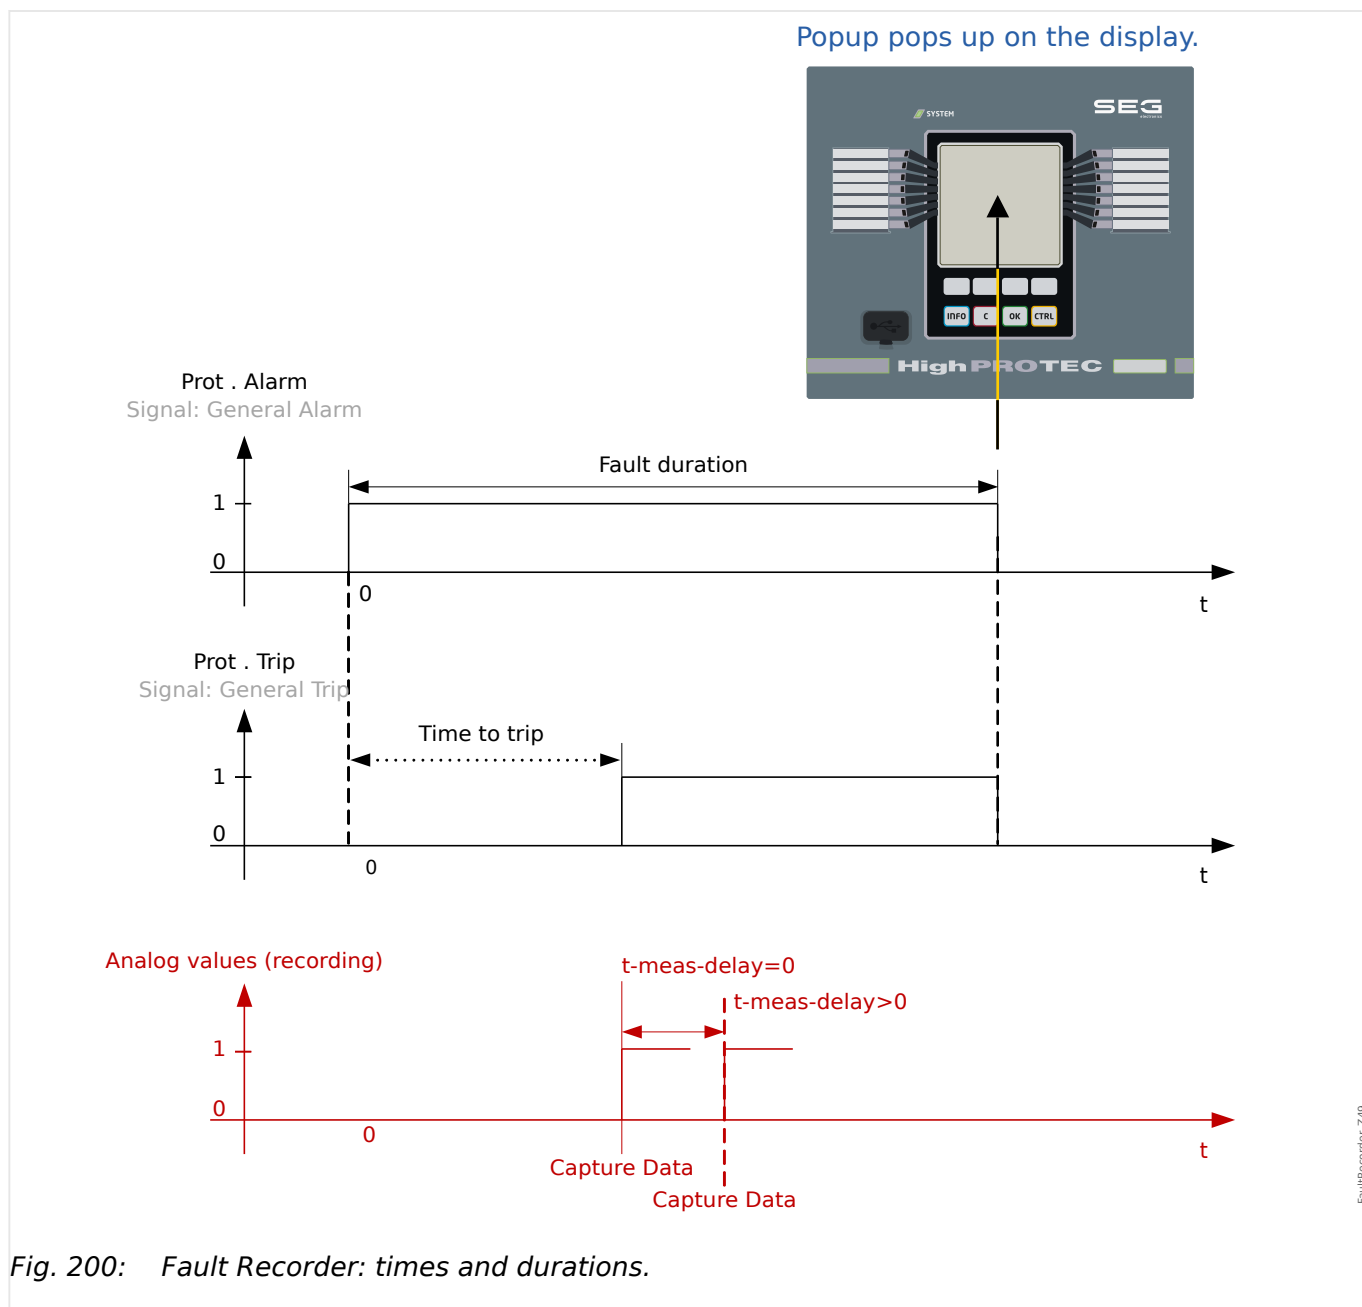 Popup pops up on the display.
SYSTEM
SEG
INFO
C
OK
CTRL
HighPROTEC
Prot . Alarm
Signal: General Alarm
Fault duration
1
0
0
t
Prot . Trip
Signal: General Trip
Time to trip
1
0
0
t
Analog values (recording)
t-meas-delay=0
t-meas-delay>0
1
0
0
t
Capture Data
Capture Data
Fig. 200: Fault Recorder: times and durations.